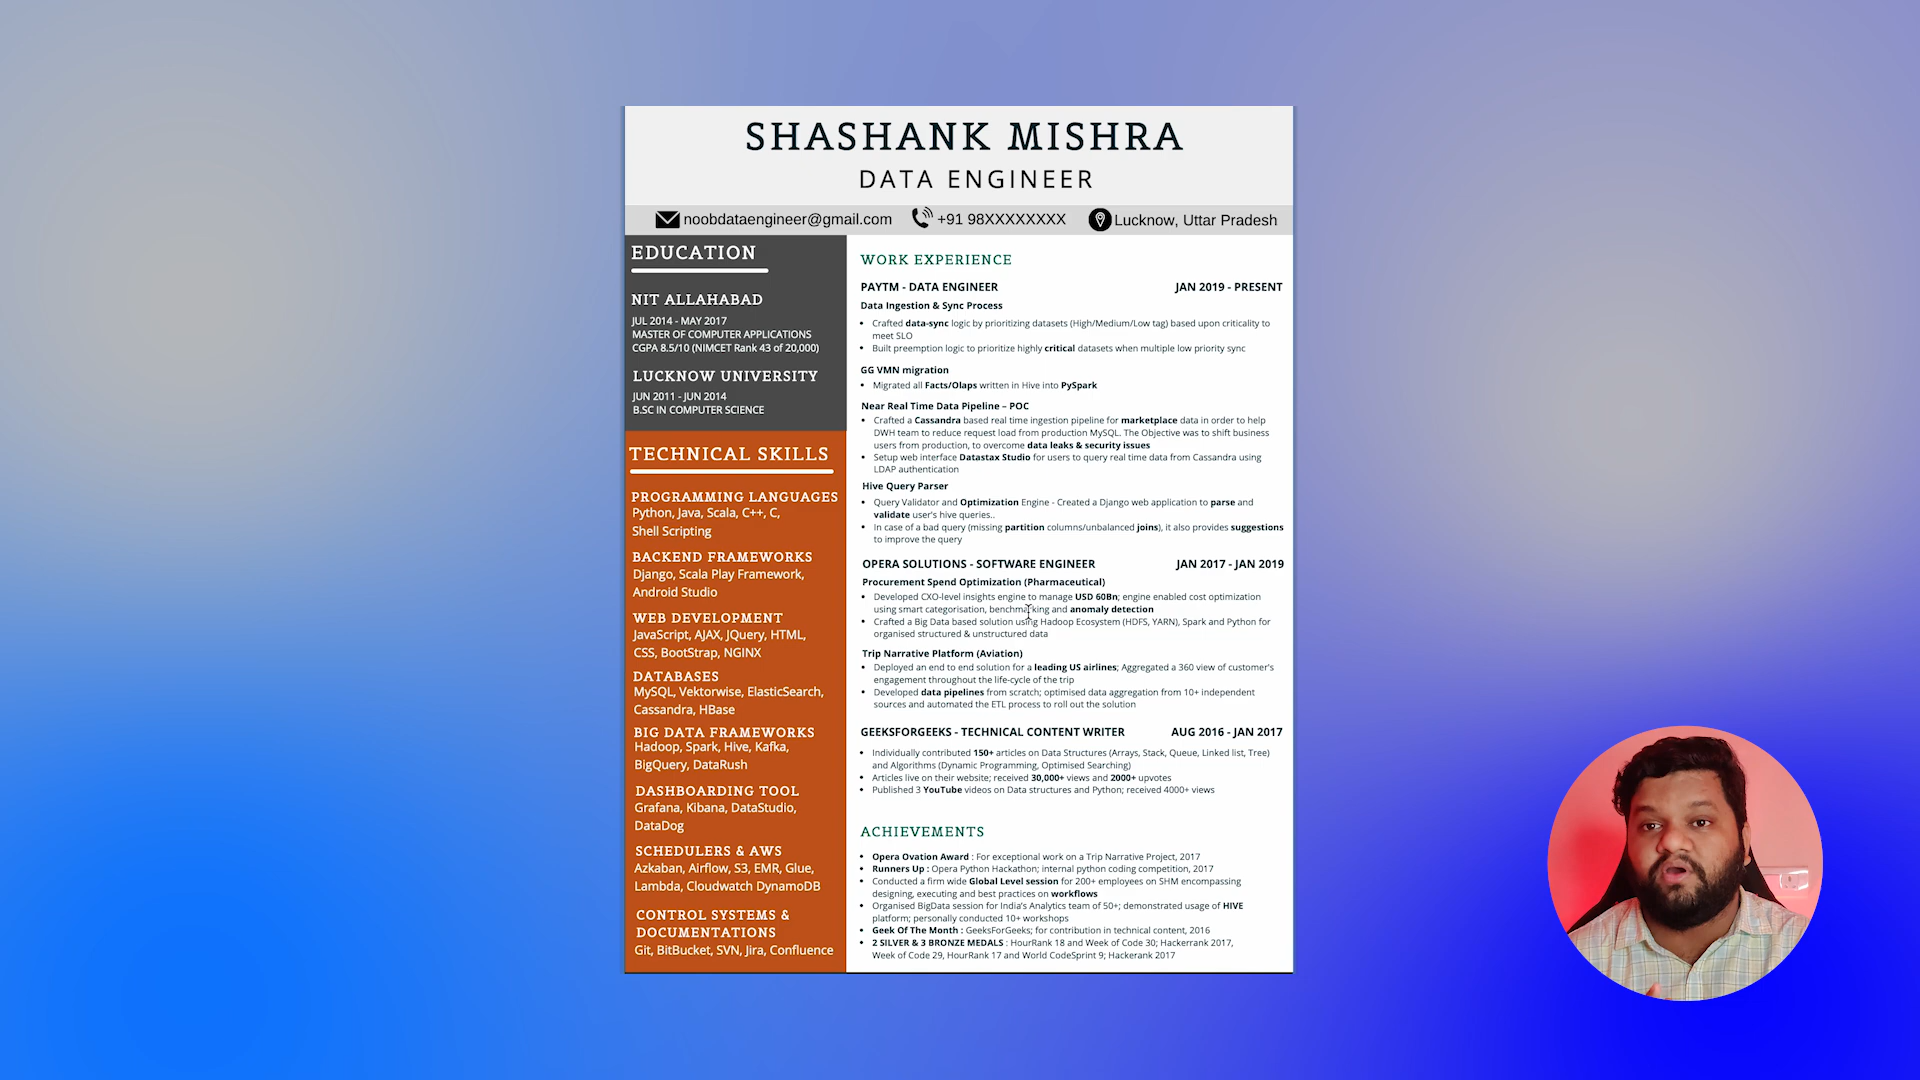 SHASHANK MISHRA
DATA ENGINEER
noobdataengineer@gmail.com +91 98XXXXXXXX Lucknow, Uttar Pradesh
EDUCATION
NIT ALLAHABAD
JUL 2014 - MAY 2017
MASTER OF COMPUTER APPLICATIONS
CGPA 8.5/10 (NIMCET Rank 43 of 20,000)
LUCKNOW UNIVERSITY
JUN 2011 - JUN 2014
B.SC IN COMPUTER SCIENCE
TECHNICAL SKILLS
PROGRAMMING LANGUAGES
Python, Java, Scala, C++, C,
Shell Scripting
BACKEND FRAMEWORKS
Django, Scala Play Framework,
Android Studio
WEB DEVELOPMENT
JavaScript, AJAX, JQuery, HTML,
CSS, BootStrap, NGINX
DATABASES
MySQL, Vektorwise, ElasticSearch,
Cassandra, HBase
BIG DATA FRAMEWORKS
Hadoop, Spark, Hive, Kafka,
BigQuery, DataRush
DASHBOARDING TOOL
Grafana, Kibana, DataStudio,
DataDog
SCHEDULERS & AWS
Azkaban, Airflow, S3, EMR, Glue,
Lambda, Cloudwatch DynamoDB
CONTROL SYSTEMS &
DOCUMENTATIONS
Git, BitBucket, SVN, Jira, Confluence
WORK EXPERIENCE
PAYTM - DATA ENGINEER JAN 2019 - PRESENT
Data Ingestion & Sync Process
• Crafted data-sync logic by prioritizing datasets (High/Medium/Low tag) based upon criticality to
meet SLO
• Built preemption logic to prioritize highly critical datasets when multiple low priority sync
GG VMN migration
• Migrated all Facts/Olaps written in Hive into PySpark
Near Real Time Data Pipeline – POC
• Crafted a Cassandra based real time ingestion pipeline for marketplace data in order to help
DWH team to reduce request load from production MySQL. The Objective was to shift business
users from production, to overcome data leaks & security issues
• Setup web interface Datastax Studio for users to query real time data from Cassandra using
LDAP authentication
Hive Query Parser
• Query Validator and Optimization Engine - Created a Django web application to parse and
validate user's hive queries..
• In case of a bad query (missing partition columns/unbalanced joins), it also provides suggestions
to improve the query
OPERA SOLUTIONS - SOFTWARE ENGINEER JAN 2017 - JAN 2019
Procurement Spend Optimization (Pharmaceutical)
• Developed CXO-level insights engine to manage USD 60Bn; engine enabled cost optimization
using smart categorisation, benchmarking and anomaly detection
• Crafted a Big Data based solution using Hadoop Ecosystem (HDFS, YARN), Spark and Python for
organised structured & unstructured data
Trip Narrative Platform (Aviation)
• Deployed an end to end solution for a leading US airlines; Aggregated a 360 view of customer's
engagement throughout the life-cycle of the trip
• Developed data pipelines from scratch; optimised data aggregation from 10+ independent
sources and automated the ETL process to roll out the solution
GEEKSFORGEEKS - TECHNICAL CONTENT WRITER AUG 2016 - JAN 2017
• Individually contributed 150+ articles on Data Structures (Arrays, Stack, Queue, Linked list, Tree)
and Algorithms (Dynamic Programming, Optimised Searching)
• Articles live on their website; received 30,000+ views and 2000+ upvotes
• Published 3 YouTube videos on Data structures and Python; received 4000+ views
ACHIEVEMENTS
• Opera Ovation Award : For exceptional work on a Trip Narrative Project, 2017
• Runners Up : Opera Python Hackathon; internal python coding competition, 2017
• Conducted a firm wide Global Level session for 200+ employees on SHM encompassing
designing, executing and best practices on workflows
• Organised BigData session for India's Analytics team of 50+; demonstrated usage of HIVE
platform; personally conducted 10+ workshops
• Geek Of The Month : GeeksForGeeks; for contribution in technical content, 2016
• 2 SILVER & 3 BRONZE MEDALS : HourRank 18 and Week of Code 30; Hackerrank 2017,
Week of Code 29, HourRank 17 and World CodeSprint 9; Hackerank 2017